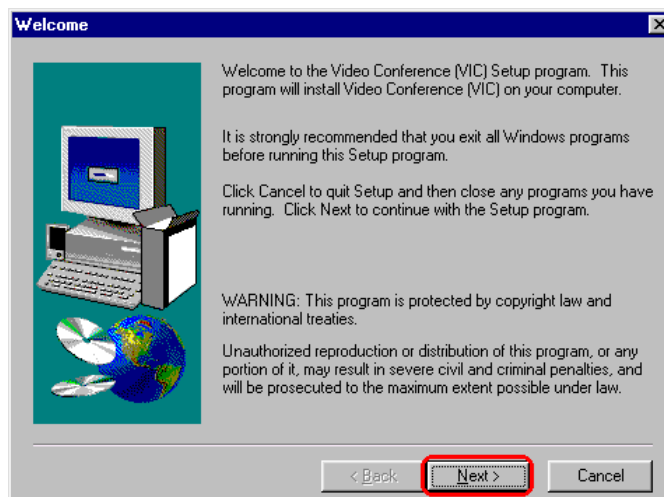 Welcome
Welcome to the Video Conference (VIC) Setup program. This
program will install Video Conference (VIC) on your computer.
It is strongly recommended that you exit all Windows programs
before running this Setup program.
Click Cancel to quit Setup and then close any programs you have
running. Click Next to continue with the Setup program.
WARNING: This program is protected by copyright law and
international treaties.
Unauthorized reproduction or distribution of this program, or any
portion of it, may result in severe civil and criminal penalties, and
will be prosecuted to the maximum extent possible under law.
< Back Next > Cancel